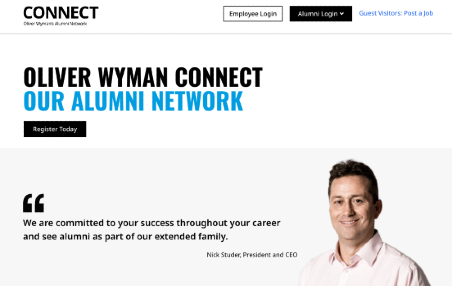 CONNECT
Oliver Wyman's Alumni Network
Employee Login
Alumni Login
Guest Visitors: Post a Job
OLIVER WYMAN CONNECT
OUR ALUMNI NETWORK
Register Today
“
We are committed to your success throughout your career
and see alumni as part of our extended family.
Nick Studer, President and CEO